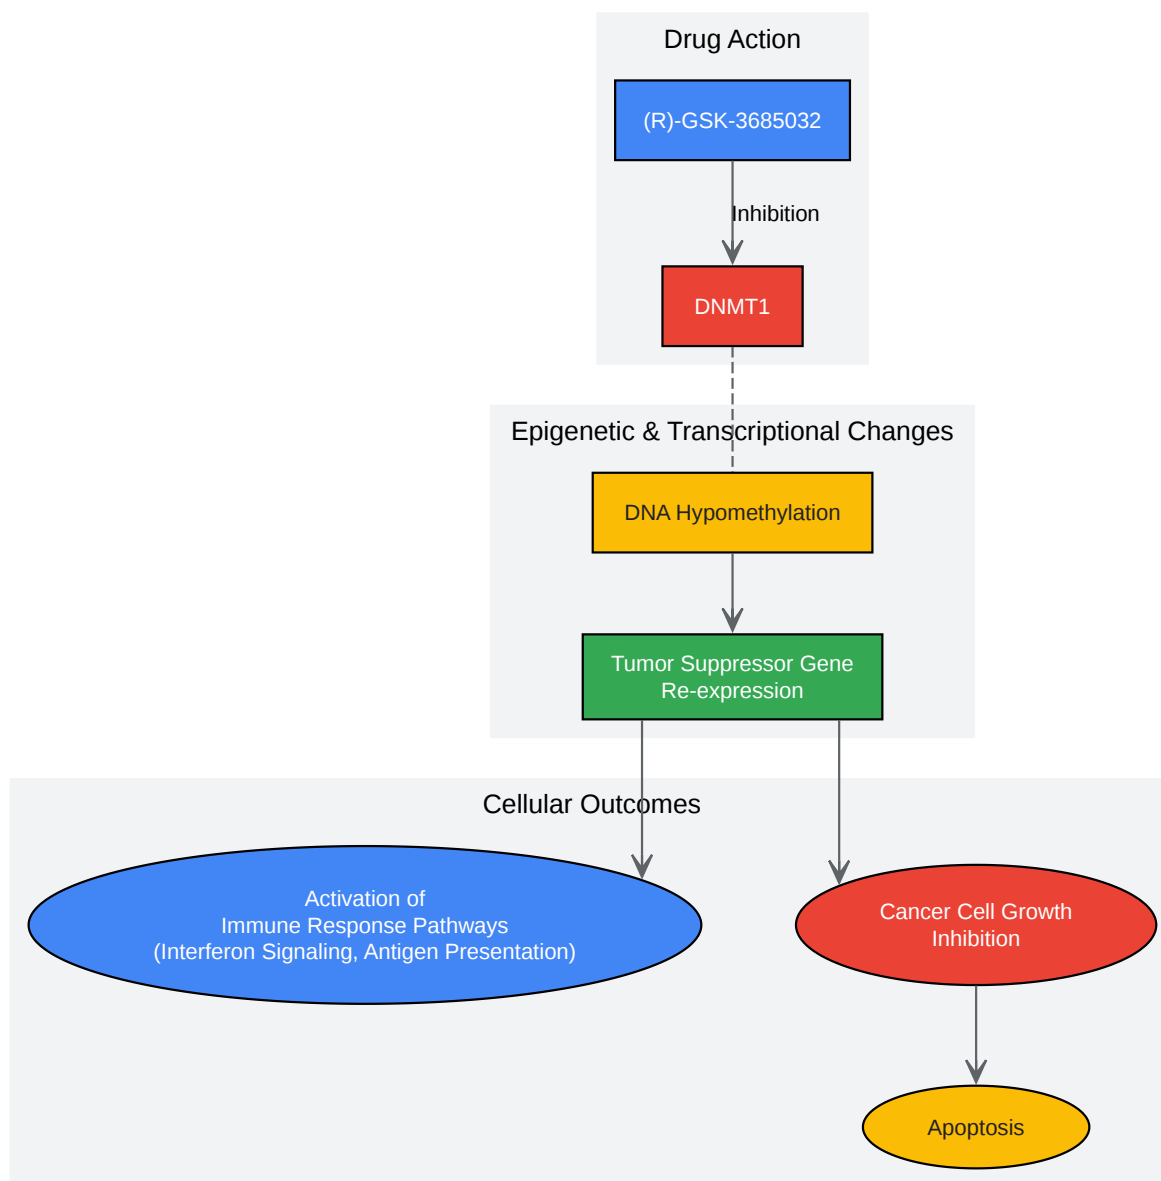 Drug Action
(R)-GSK-3685032
Inhibition
DNMT1
Epigenetic & Transcriptional Changes
DNA Hypomethylation
Tumor Suppressor Gene
Re-expression
Cellular Outcomes
Activation of
Immune Response Pathways
(Interferon Signaling, Antigen Presentation)
Cancer Cell Growth
Inhibition
Apoptosis